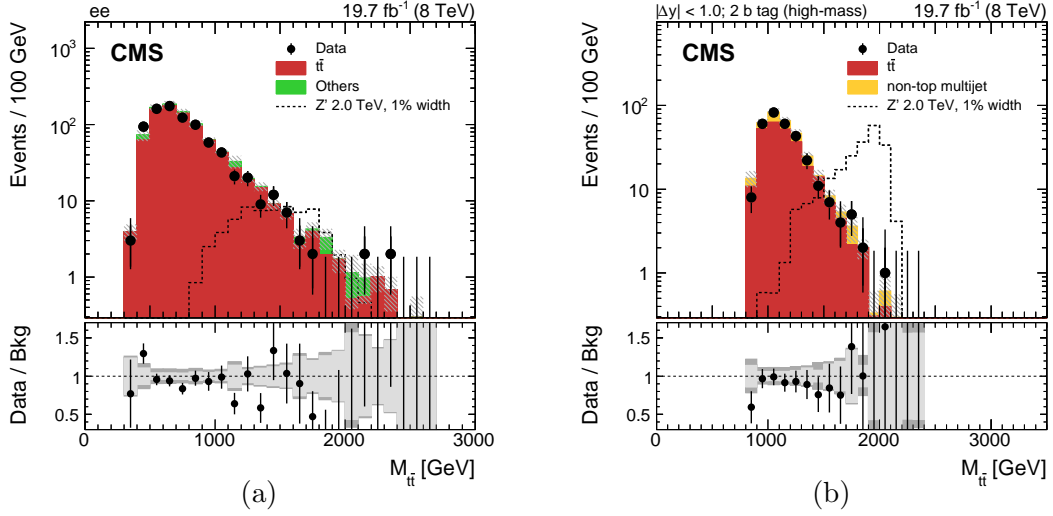 ee
19.7 fb⁻¹ (8 TeV)
CMS
Data
tt̄
Others
Z' 2.0 TeV, 1% width
Events / 100 GeV
10³
10²
10
1
Data / Bkg
1.5
1
0.5
0 1000 2000 3000
M_tt̄ [GeV]
(a)
|Δy| < 1.0; 2 b tag (high-mass)
19.7 fb⁻¹ (8 TeV)
CMS
Data
tt̄
non-top multijet
Z' 2.0 TeV, 1% width
Events / 100 GeV
10²
10
1
Data / Bkg
1.5
1
0.5
0 1000 2000 3000
M_tt̄ [GeV]
(b)